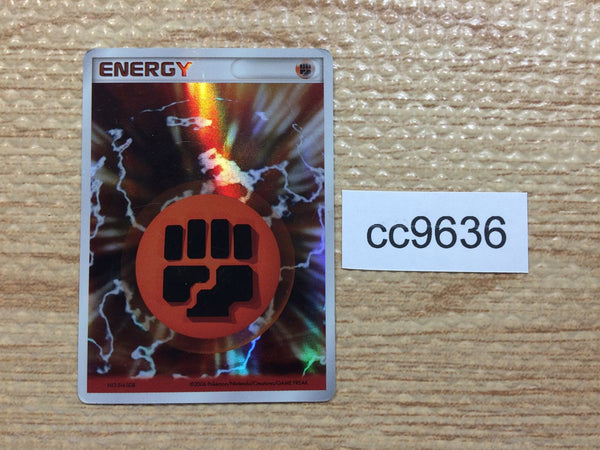 ENERGY
cc9636
©2006 Pokémon/Nintendo/Creatures/GAME FREAK.